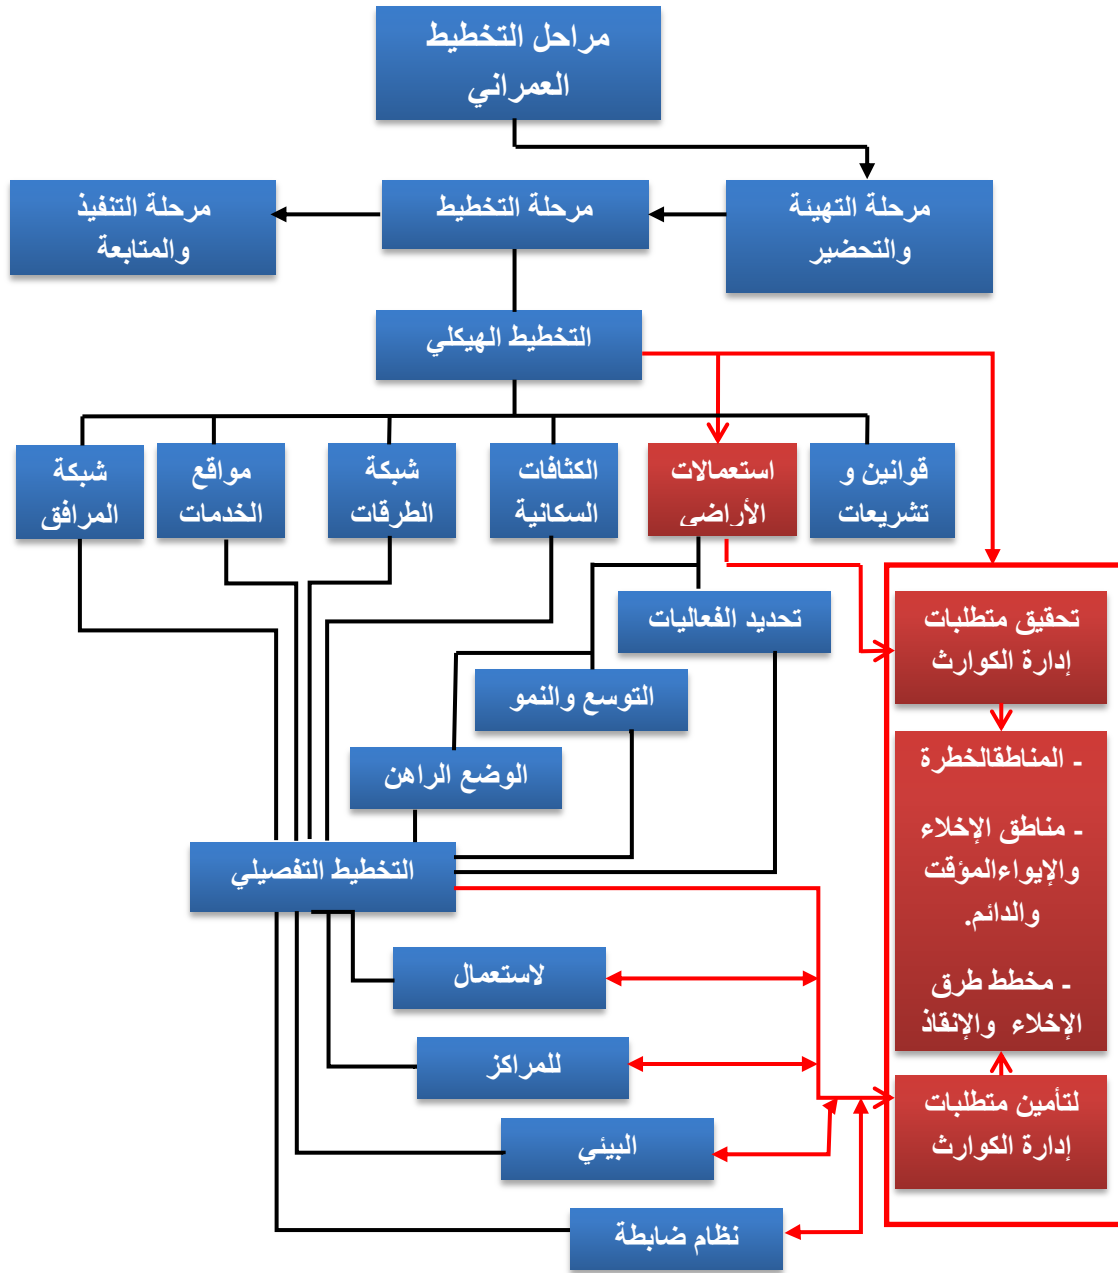 مراحل التخطيط
العمراني
مرحلة التهيئة
والتحضير
مرحلة التخطيط
مرحلة التنفيذ
والمتابعة
التخطيط الهيكلي
قوانين و
تشريعات
استعمالات
الأراضي
الكثافات
السكانية
شبكة
الطرقات
مواقع
الخدمات
شبكة
المرافق
تحديد الفعاليات
التوسع والنمو
الوضع الراهن
تحقيق متطلبات
إدارة الكوارث
- المناطقالخطرة
- مناطق الإخلاء
والإيواءالمؤقت
والدائم.
- مخطط طرق
الإخلاء والإنقاذ
لتأمين متطلبات
إدارة الكوارث
التخطيط التفصيلي
لاستعمال
للمراكز
البيئي
نظام ضابطة